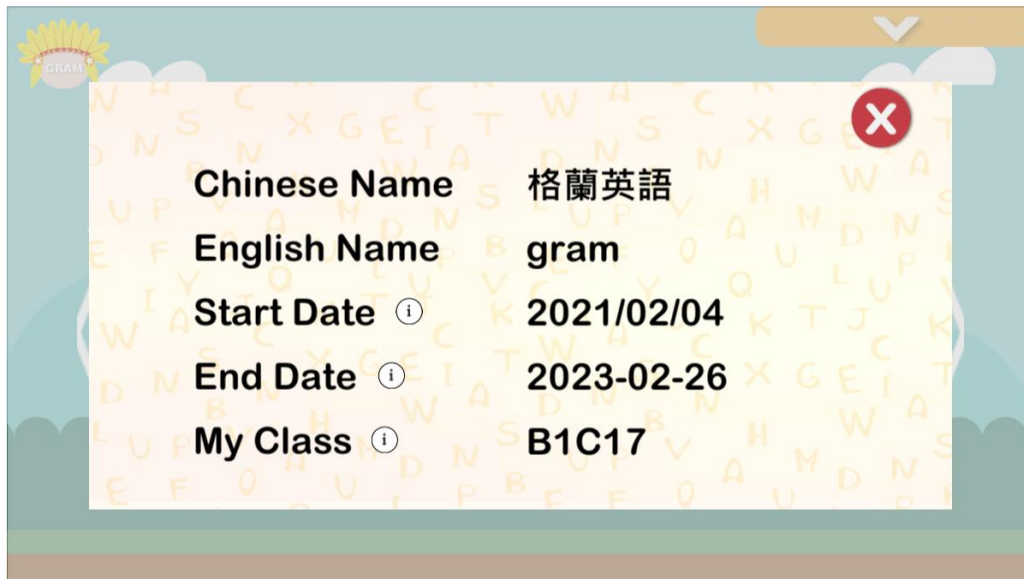 GRAM
Chinese Name 格蘭英語
English Name gram
Start Date i 2021/02/04
End Date i 2023-02-26
My Class i B1C17